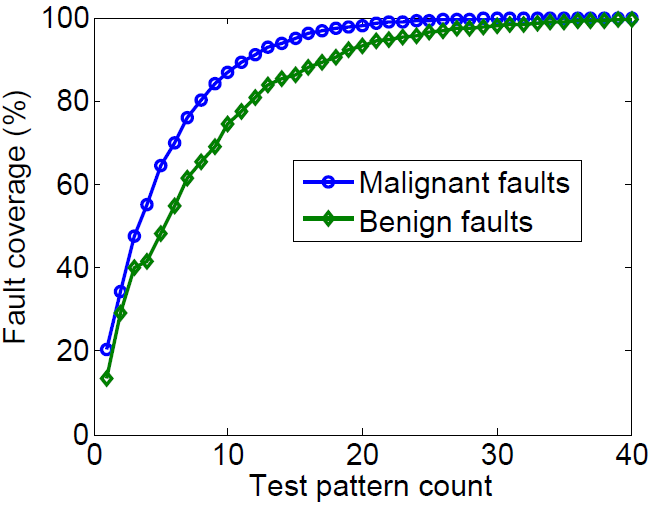 Fault coverage (%)
100
80
60
40
20
0
Malignant faults
Benign faults
0 10 20 30 40
Test pattern count